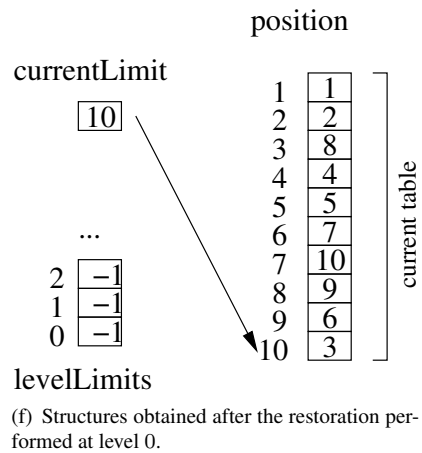 position
currentLimit
10
1 1
2 2
3 8
4 4
5 5
6 7
7 10
8 9
9 6
10 3
current table
...
2 −1
1 −1
0 −1
levelLimits
(f) Structures obtained after the restoration per-
formed at level 0.